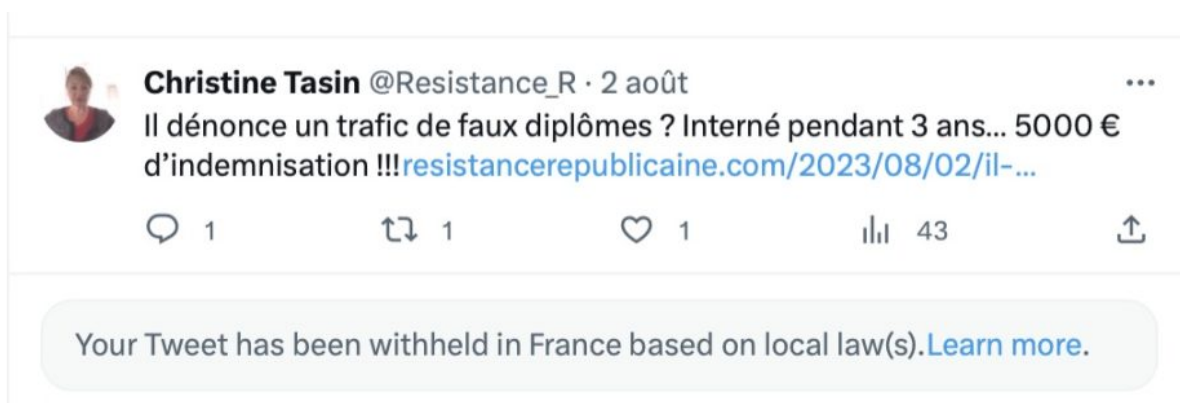 Christine Tasin @Resistance_R · 2 août
Il dénonce un trafic de faux diplômes ? Interné pendant 3 ans... 5000 €
d’indemnisation !!!resistancerepublicaine.com/2023/08/02/il-...
1 1 1 43
Your Tweet has been withheld in France based on local law(s).Learn more.